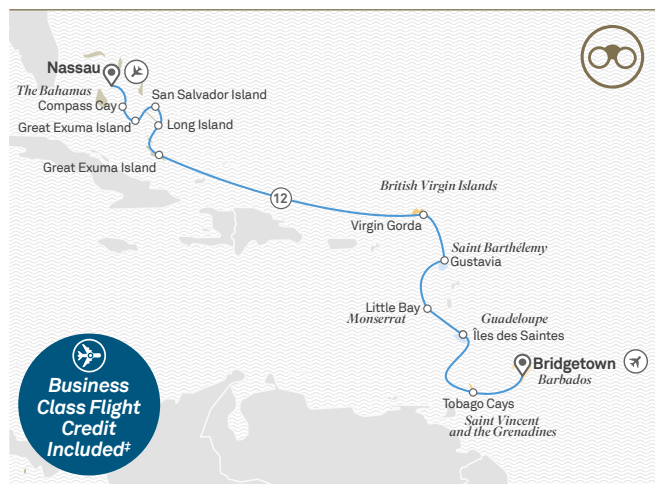 Nassau
The Bahamas
Compass Cay
San Salvador Island
Great Exuma Island
Long Island
Great Exuma Island
12
British Virgin Islands
Virgin Gorda
Saint Barthélemy
Gustavia
Little Bay
Monserrat
Guadeloupe
Îles des Saintes
Bridgetown
Barbados
Tobago Cays
Saint Vincent
and the Grenadines
Business
Class Flight
Credit
Included‡